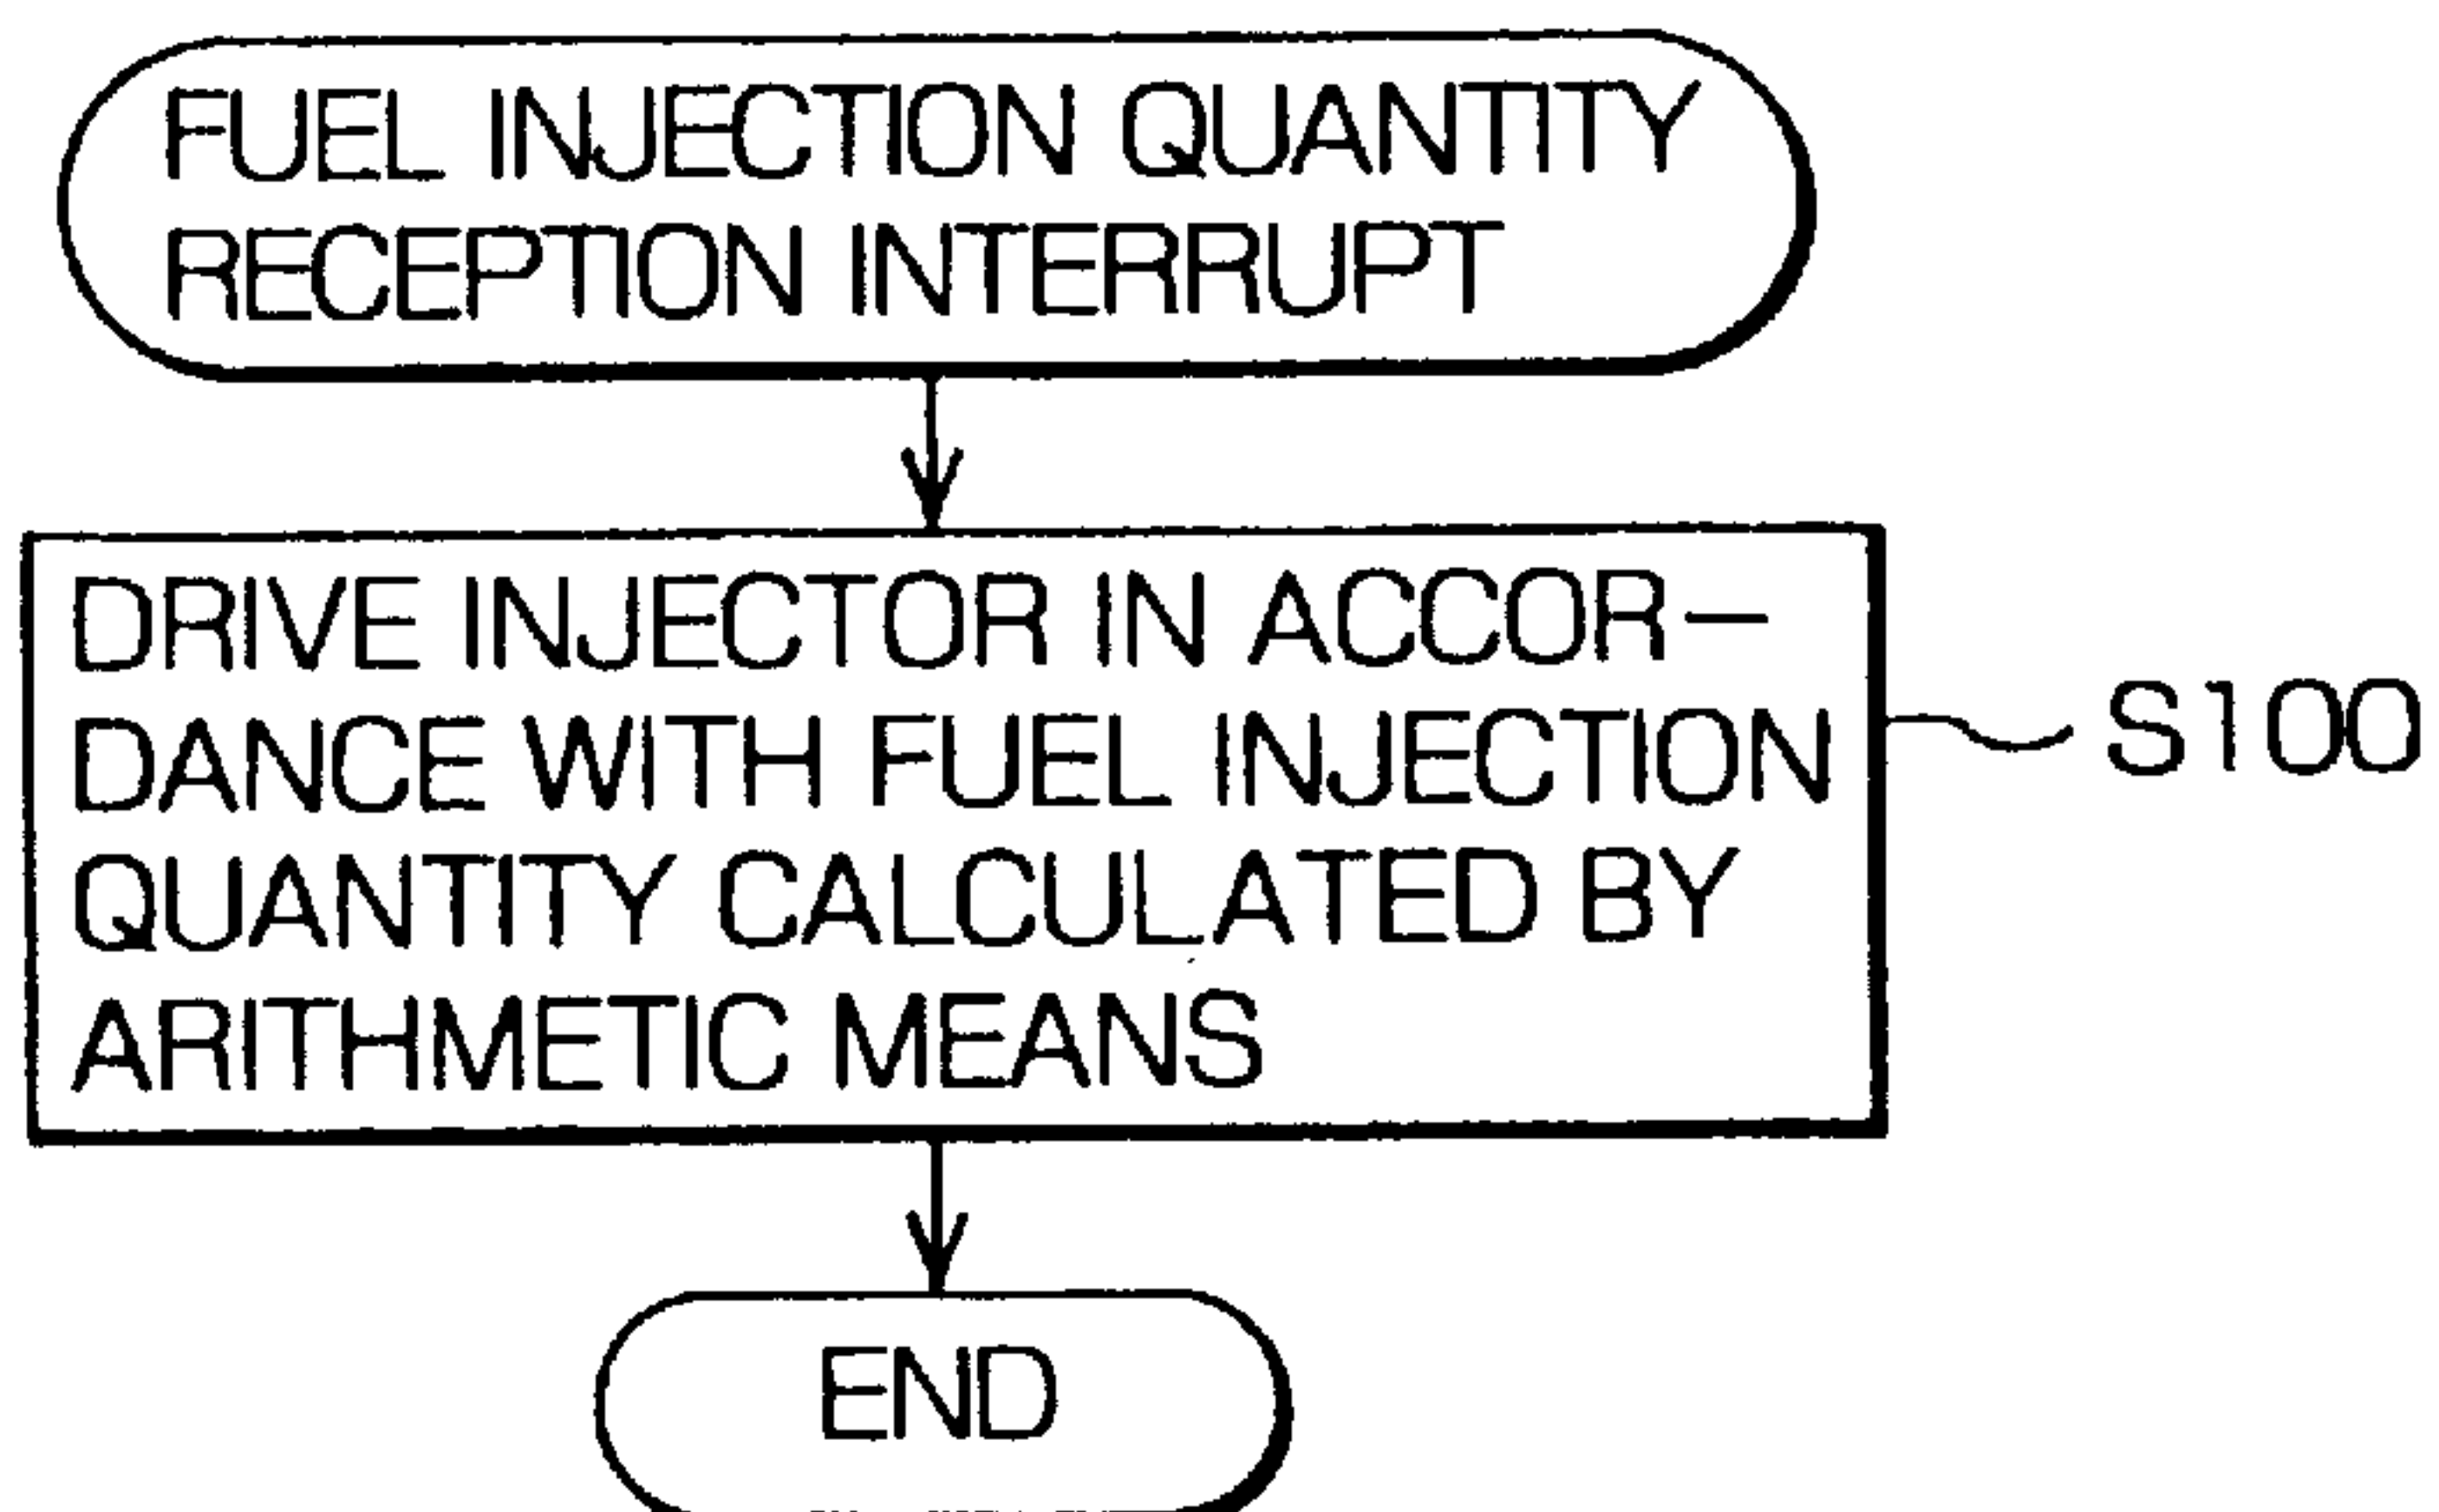 FUEL INJECTION QUANTITY
RECEPTION INTERRUPT
DRIVE INJECTOR IN ACCOR-
DANCE WITH FUEL INJECTION
QUANTITY CALCULATED BY
ARITHMETIC MEANS
S100
END